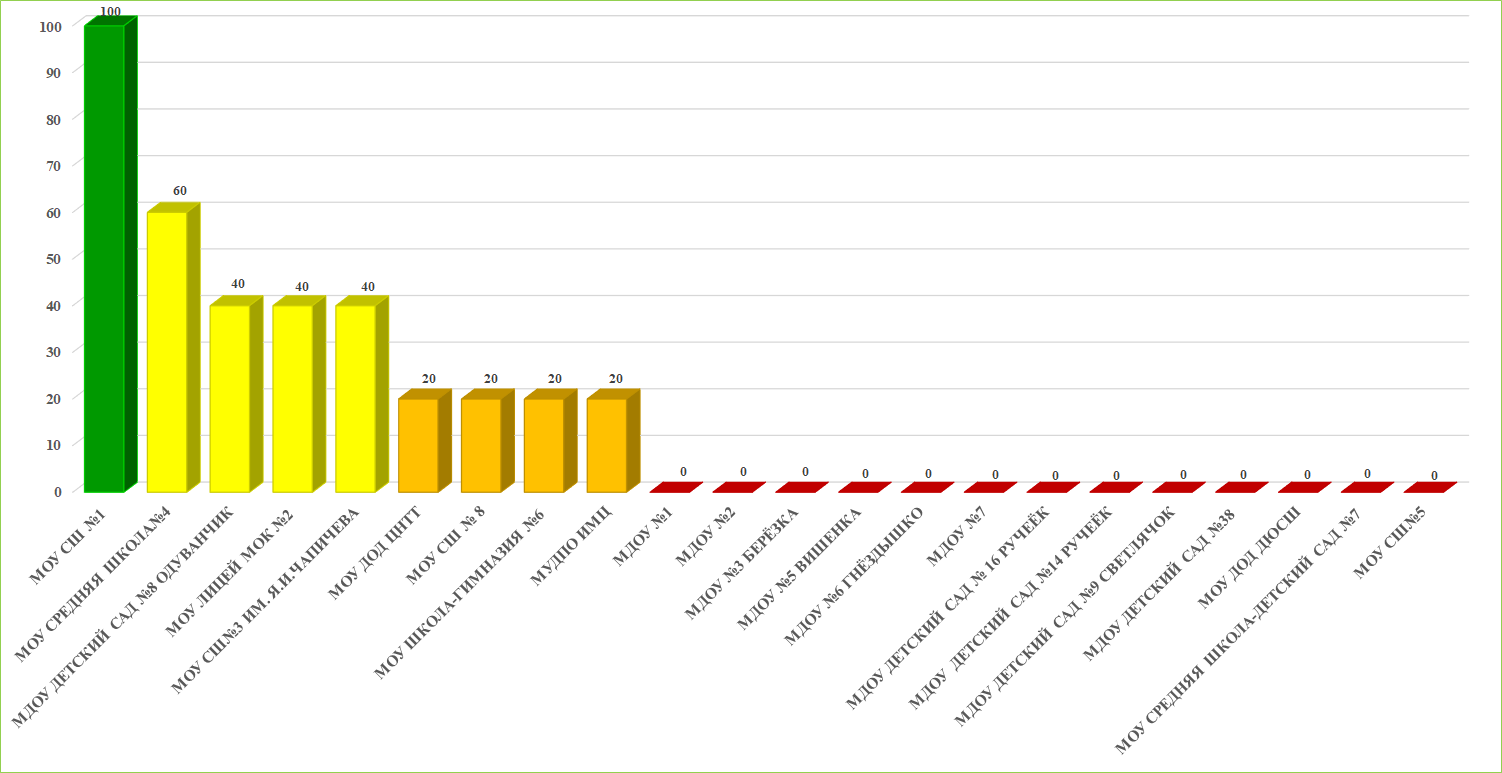 100
90
80
70
60
50
40
30
20
10
0
100
60
40
40
40
20
20
20
20
0
0
0
0
0
0
0
0
0
0
0
0
0
МОУ СШ №1
МОУ СРЕДНЯЯ ШКОЛА№4
МДОУ ДЕТСКИЙ САД №8 ОДУВАНЧИК
МОУ ЛИЦЕЙ МОК №2
МОУ СШ№3 ИМ. Я.И.ЧАПИЧЕВА
МОУ ДОД ЦНТТ
МОУ СШ № 8
МОУ ШКОЛА-ГИМНАЗИЯ №6
МУДПО ИМЦ
МДОУ №1
МДОУ №2
МДОУ №3 БЕРЁЗКА
МДОУ №5 ВИШЕНКА
МДОУ №6 ГНЁЗДЫШКО
МДОУ №7
МДОУ ДЕТСКИЙ САД № 16 РУЧЕЁК
МДОУ ДЕТСКИЙ САД №14 РУЧЕЁК
МДОУ ДЕТСКИЙ САД №9 СВЕТЛЯЧОК
МДОУ ДЕТСКИЙ САД №38
МОУ ДОД ДЮСШ
МОУ СРЕДНЯЯ ШКОЛА-ДЕТСКИЙ САД №7
МОУ СШ№5